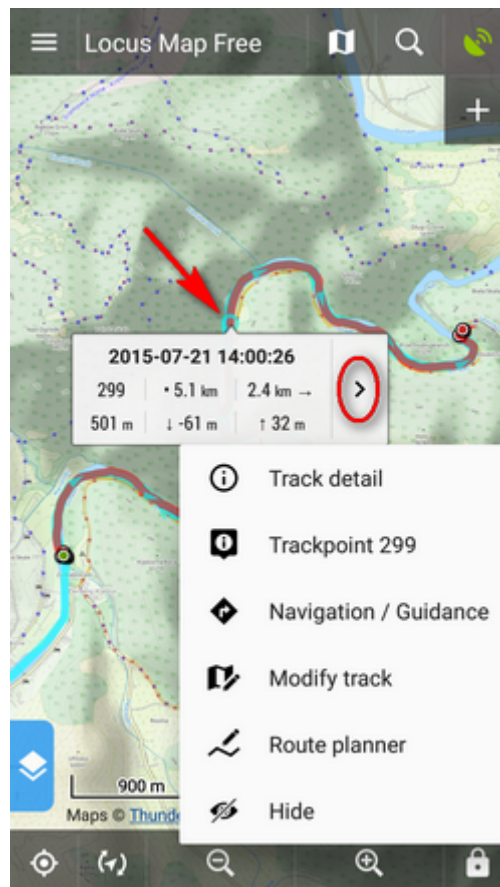 Locus Map Free
+
2015-07-21 14:00:26
299 • 5.1 km 2.4 km →
501 m ↓ -61 m ↑ 32 m
Track detail
Trackpoint 299
Navigation / Guidance
Modify track
Route planner
Hide
900 m
Maps © Thunde